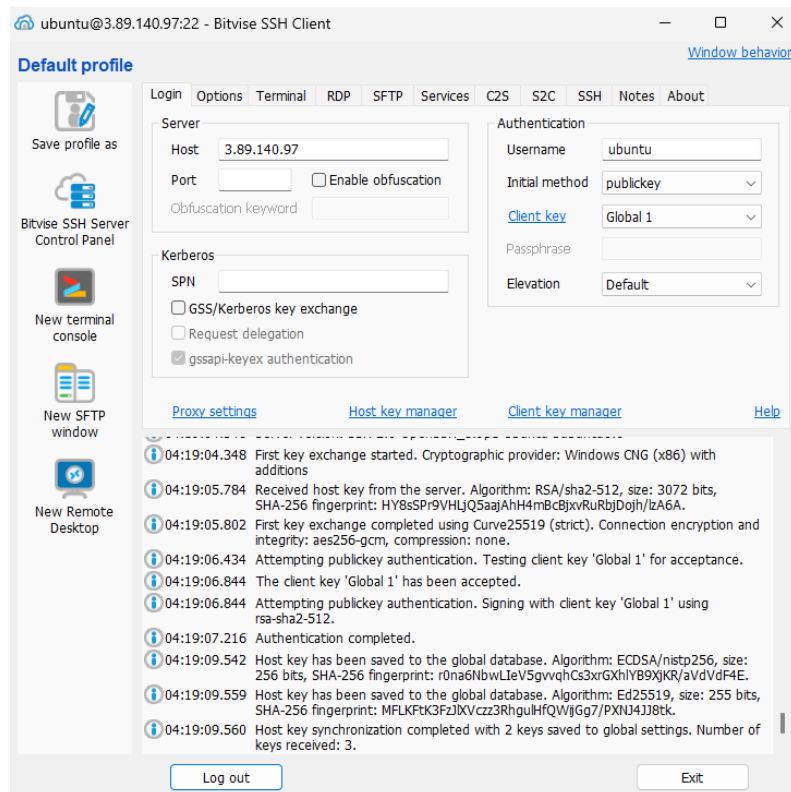 ubuntu@3.89.140.97:22 - Bitvise SSH Client
Window behavior
Default profile
Save profile as
Bitvise SSH Server
Control Panel
New terminal
console
New SFTP
window
New Remote
Desktop
Login Options Terminal RDP SFTP Services C2S S2C SSH Notes About
Server
Host 3.89.140.97
Port Enable obfuscation
Obfuscation keyword
Kerberos
SPN
GSS/Kerberos key exchange
Request delegation
gssapi-keyex authentication
Authentication
Username ubuntu
Initial method publickey
Client key Global 1
Passphrase
Elevation Default
Proxy settings Host key manager Client key manager Help
04:19:04.348 First key exchange started. Cryptographic provider: Windows CNG (x86) with
additions
04:19:05.784 Received host key from the server. Algorithm: RSA/sha2-512, size: 3072 bits,
SHA-256 fingerprint: HY8sSPr9VHLjQ5aajAhH4mBcBjxvRuRbjDojh/lzA6A.
04:19:05.802 First key exchange completed using Curve25519 (strict). Connection encryption and
integrity: aes256-gcm, compression: none.
04:19:06.434 Attempting publickey authentication. Testing client key 'Global 1' for acceptance.
04:19:06.844 The client key 'Global 1' has been accepted.
04:19:06.844 Attempting publickey authentication. Signing with client key 'Global 1' using
rsa-sha2-512.
04:19:07.216 Authentication completed.
04:19:09.542 Host key has been saved to the global database. Algorithm: ECDSA/nistp256, size:
256 bits, SHA-256 fingerprint: r0na6NbwLIeV5gvvqhCs3xrGXhlYB9XjKR/aVdVdF4E.
04:19:09.559 Host key has been saved to the global database. Algorithm: Ed25519, size: 255 bits,
SHA-256 fingerprint: MFLKFtK3FzJlXVczz3RhgulHfQWijGg7/PXNJ4JJ8tk.
04:19:09.560 Host key synchronization completed with 2 keys saved to global settings. Number of
keys received: 3.
Log out
Exit